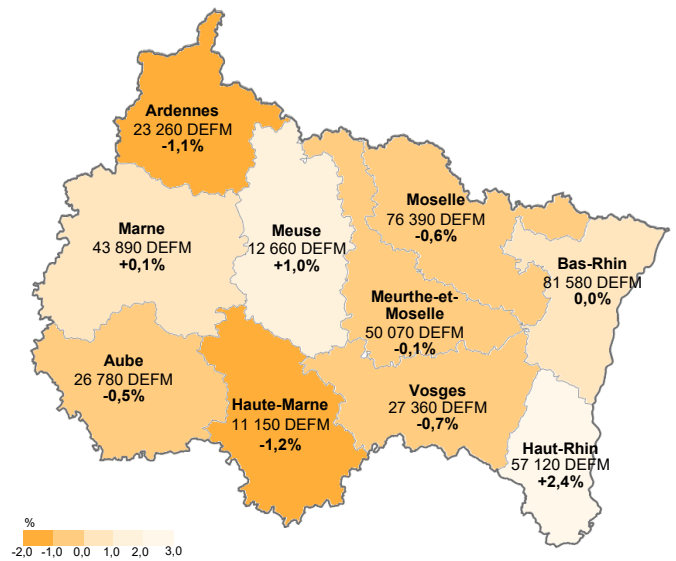 Ardennes
23 260 DEFM
-1,1%
Moselle
76 390 DEFM
-0,6%
Marne
43 890 DEFM
+0,1%
Meuse
12 660 DEFM
+1,0%
Bas-Rhin
81 580 DEFM
0,0%
Meurthe-et-
Moselle
50 070 DEFM
-0,1%
Aube
26 780 DEFM
-0,5%
Haute-Marne
11 150 DEFM
-1,2%
Vosges
27 360 DEFM
-0,7%
Haut-Rhin
57 120 DEFM
+2,4%
%
-2,0 -1,0 0,0 1,0 2,0 3,0